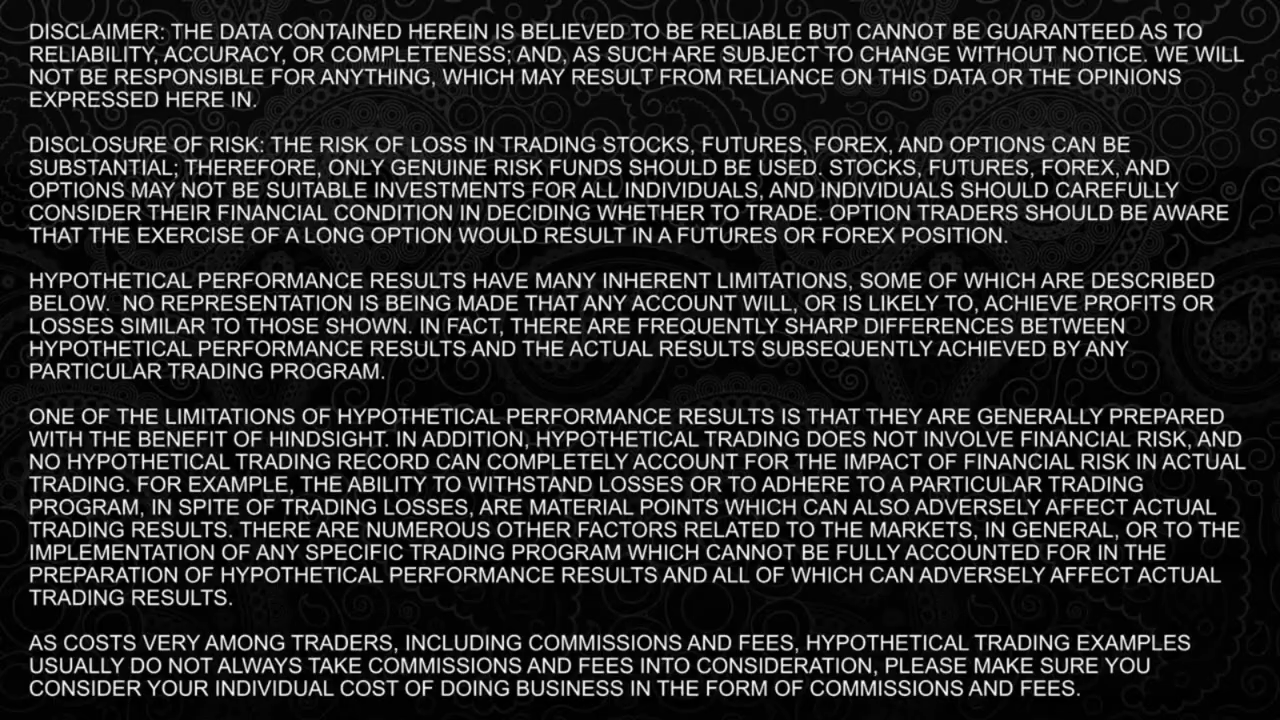 DISCLAIMER: THE DATA CONTAINED HEREIN IS BELIEVED TO BE RELIABLE BUT CANNOT BE GUARANTEED AS TO
RELIABILITY, ACCURACY, OR COMPLETENESS; AND, AS SUCH ARE SUBJECT TO CHANGE WITHOUT NOTICE. WE WILL
NOT BE RESPONSIBLE FOR ANYTHING, WHICH MAY RESULT FROM RELIANCE ON THIS DATA OR THE OPINIONS
EXPRESSED HERE IN.
DISCLOSURE OF RISK: THE RISK OF LOSS IN TRADING STOCKS, FUTURES, FOREX, AND OPTIONS CAN BE
SUBSTANTIAL; THEREFORE, ONLY GENUINE RISK FUNDS SHOULD BE USED. STOCKS, FUTURES, FOREX, AND
OPTIONS MAY NOT BE SUITABLE INVESTMENTS FOR ALL INDIVIDUALS, AND INDIVIDUALS SHOULD CAREFULLY
CONSIDER THEIR FINANCIAL CONDITION IN DECIDING WHETHER TO TRADE. OPTION TRADERS SHOULD BE AWARE
THAT THE EXERCISE OF A LONG OPTION WOULD RESULT IN A FUTURES OR FOREX POSITION.
HYPOTHETICAL PERFORMANCE RESULTS HAVE MANY INHERENT LIMITATIONS, SOME OF WHICH ARE DESCRIBED
BELOW.  NO REPRESENTATION IS BEING MADE THAT ANY ACCOUNT WILL, OR IS LIKELY TO, ACHIEVE PROFITS OR
LOSSES SIMILAR TO THOSE SHOWN. IN FACT, THERE ARE FREQUENTLY SHARP DIFFERENCES BETWEEN
HYPOTHETICAL PERFORMANCE RESULTS AND THE ACTUAL RESULTS SUBSEQUENTLY ACHIEVED BY ANY
PARTICULAR TRADING PROGRAM.
ONE OF THE LIMITATIONS OF HYPOTHETICAL PERFORMANCE RESULTS IS THAT THEY ARE GENERALLY PREPARED
WITH THE BENEFIT OF HINDSIGHT. IN ADDITION, HYPOTHETICAL TRADING DOES NOT INVOLVE FINANCIAL RISK, AND
NO HYPOTHETICAL TRADING RECORD CAN COMPLETELY ACCOUNT FOR THE IMPACT OF FINANCIAL RISK IN ACTUAL
TRADING. FOR EXAMPLE, THE ABILITY TO WITHSTAND LOSSES OR TO ADHERE TO A PARTICULAR TRADING
PROGRAM, IN SPITE OF TRADING LOSSES, ARE MATERIAL POINTS WHICH CAN ALSO ADVERSELY AFFECT ACTUAL
TRADING RESULTS. THERE ARE NUMEROUS OTHER FACTORS RELATED TO THE MARKETS, IN GENERAL, OR TO THE
IMPLEMENTATION OF ANY SPECIFIC TRADING PROGRAM WHICH CANNOT BE FULLY ACCOUNTED FOR IN THE
PREPARATION OF HYPOTHETICAL PERFORMANCE RESULTS AND ALL OF WHICH CAN ADVERSELY AFFECT ACTUAL
TRADING RESULTS.
AS COSTS VERY AMONG TRADERS, INCLUDING COMMISSIONS AND FEES, HYPOTHETICAL TRADING EXAMPLES
USUALLY DO NOT ALWAYS TAKE COMMISSIONS AND FEES INTO CONSIDERATION, PLEASE MAKE SURE YOU
CONSIDER YOUR INDIVIDUAL COST OF DOING BUSINESS IN THE FORM OF COMMISSIONS AND FEES.